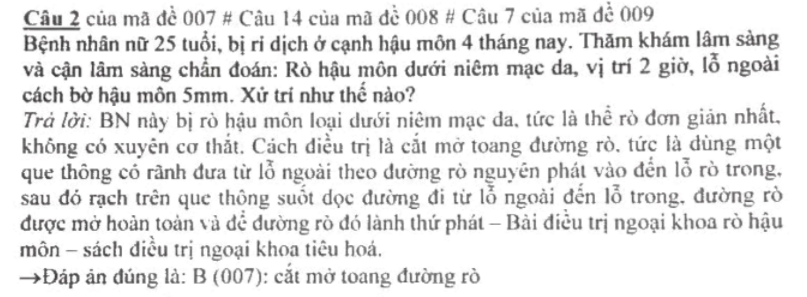 Câu 2 của mã đề 007 # Câu 14 của mã đề 008 # Câu 7 của mã đề 009
Bệnh nhân nữ 25 tuổi, bị rỉ dịch ở cạnh hậu môn 4 tháng nay. Thăm khám lâm sàng
và cận lâm sàng chẩn đoán: Rò hậu môn dưới niêm mạc da, vị trí 2 giờ, lỗ ngoài
cách bờ hậu môn 5mm. Xử trí như thế nào?
Trả lời: BN này bị rò hậu môn loại dưới niêm mạc da, tức là thể rò đơn giản nhất,
không có xuyên cơ thắt. Cách điều trị là cắt mở toang đường rò, tức là dùng một
que thông có rãnh đưa từ lỗ ngoài theo đường rò nguyên phát vào đến lỗ rò trong,
sau đó rạch trên que thông suốt dọc đường đi từ lỗ ngoài đến lỗ trong, đường rò
được mở hoàn toàn và để đường rò đó lành thứ phát – Bài điều trị ngoại khoa rò hậu
môn – sách điều trị ngoại khoa tiêu hoá.
→Đáp án đúng là: B (007): cắt mở toang đường rò